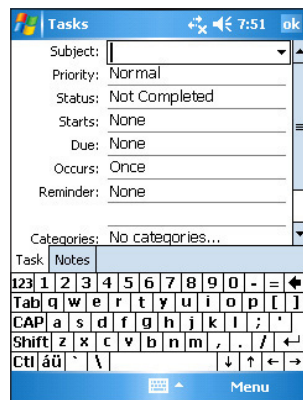 Tasks 7:51 ok
Subject:
Priority: Normal
Status: Not Completed
Starts: None
Due: None
Occurs: Once
Reminder: None
Categories: No categories...
Task Notes
123 1 2 3 4 5 6 7 8 9 0 - = ←
Tab q w e r t y u i o p [ ]
CAP a s d f g h j k l ; '
Shift z x c v b n m , . / ↵
Ctl áü ` \ ↓ ↑ ← →
Menu